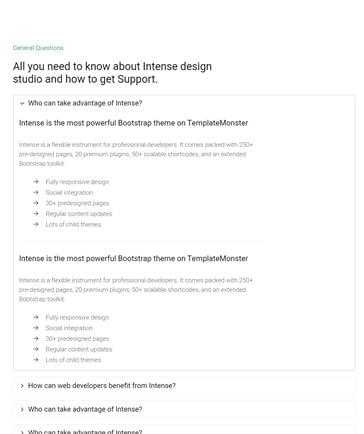 General Questions
All you need to know about Intense design
studio and how to get Support.
Who can take advantage of Intense?
Intense is the most powerful Bootstrap theme on TemplateMonster
Intense is a flexible instrument for professional developers. It comes packed with 250+
pre-designed pages, 20 premium plugins, 50+ scalable shortcodes, and an extended
Bootstrap toolkit.
Fully responsive design
Social integration
30+ predesigned pages
Regular content updates
Lots of child themes
Intense is the most powerful Bootstrap theme on TemplateMonster
Intense is a flexible instrument for professional developers. It comes packed with 250+
pre-designed pages, 20 premium plugins, 50+ scalable shortcodes, and an extended
Bootstrap toolkit.
Fully responsive design
Social integration
30+ predesigned pages
Regular content updates
Lots of child themes
How can web developers benefit from Intense?
Who can take advantage of Intense?
Who can take advantage of Intense?